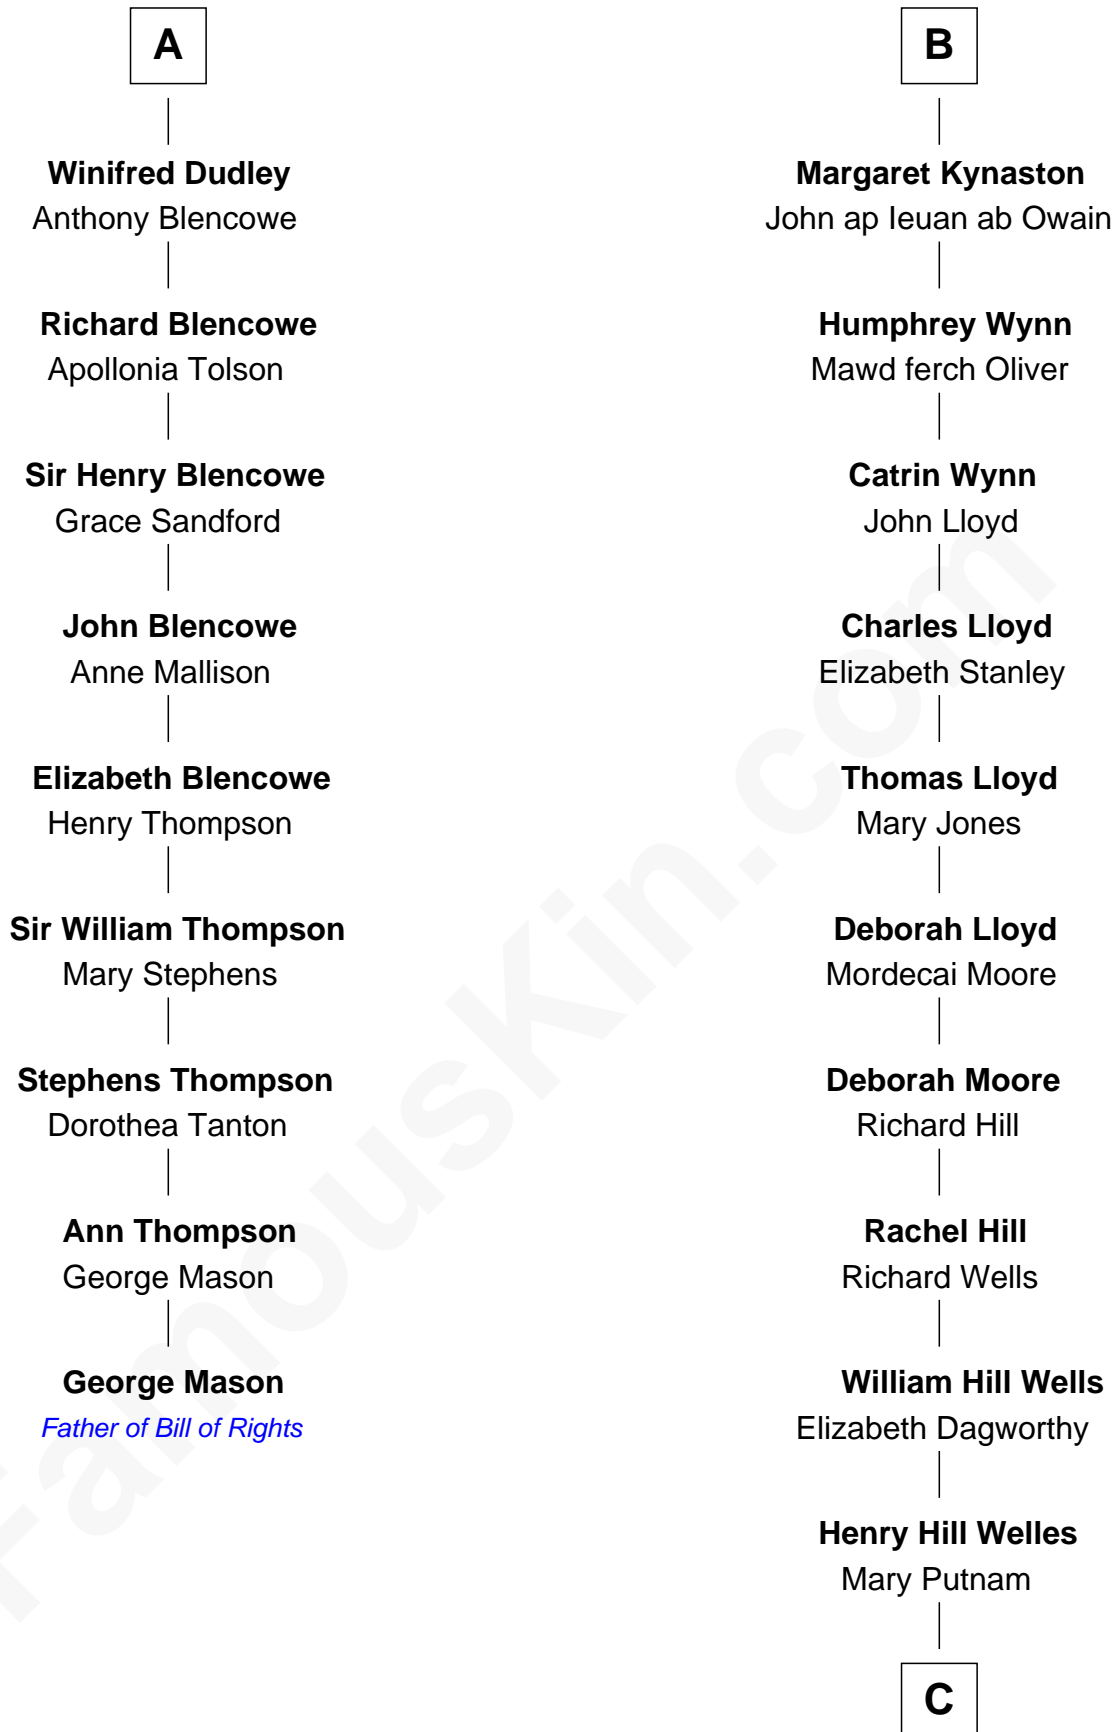 A
Winifred Dudley
Anthony Blencowe
Richard Blencowe
Apollonia Tolson
Sir Henry Blencowe
Grace Sandford
John Blencowe
Anne Mallison
Elizabeth Blencowe
Henry Thompson
Sir William Thompson
Mary Stephens
Stephens Thompson
Dorothea Tanton
Ann Thompson
George Mason
George Mason
Father of Bill of Rights
B
Margaret Kynaston
John ap Ieuan ab Owain
Humphrey Wynn
Mawd ferch Oliver
Catrin Wynn
John Lloyd
Charles Lloyd
Elizabeth Stanley
Thomas Lloyd
Mary Jones
Deborah Lloyd
Mordecai Moore
Deborah Moore
Richard Hill
Rachel Hill
Richard Wells
William Hill Wells
Elizabeth Dagworthy
Henry Hill Welles
Mary Putnam
C
FamousKin.com